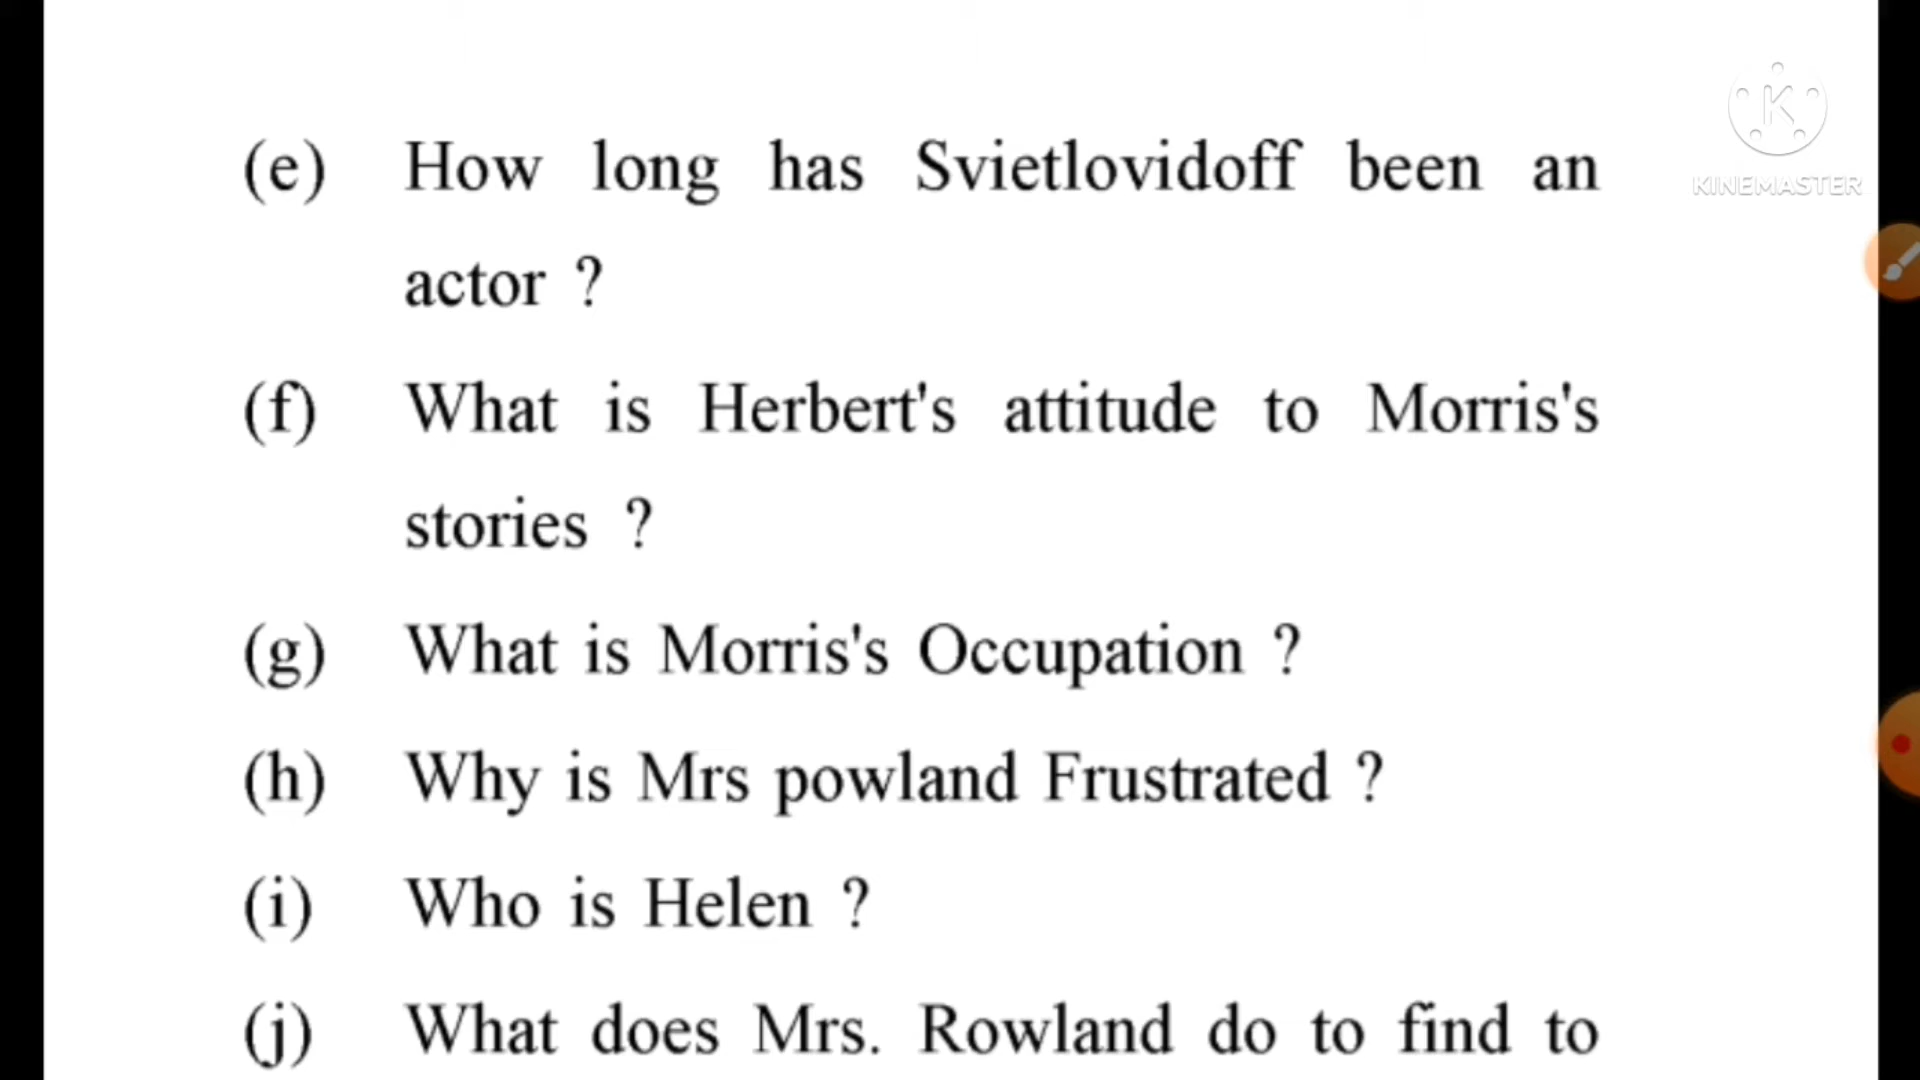 (e) How long has Svietlovidoff been an
actor ?
(f) What is Herbert's attitude to Morris's
stories ?
(g) What is Morris's Occupation ?
(h) Why is Mrs powland Frustrated ?
(i) Who is Helen ?
(j) What does Mrs. Rowland do to find to
K
KINEMASTER